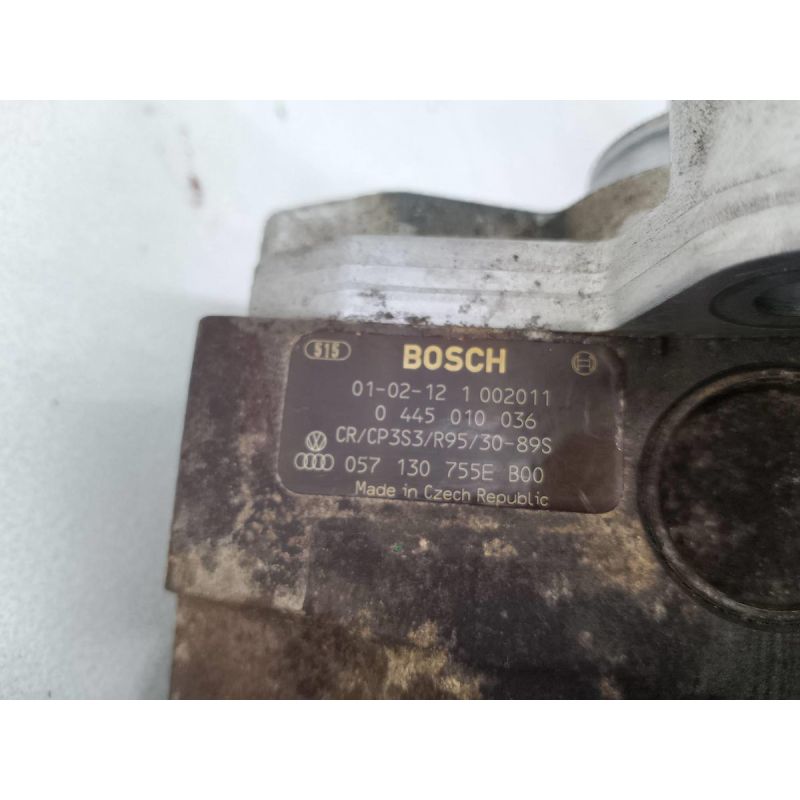 515 BOSCH
01-02-12 1 002011
0 445 010 036
CR/CP3S3/R95/30-89S
057 130 755E B00
Made in Czech Republic